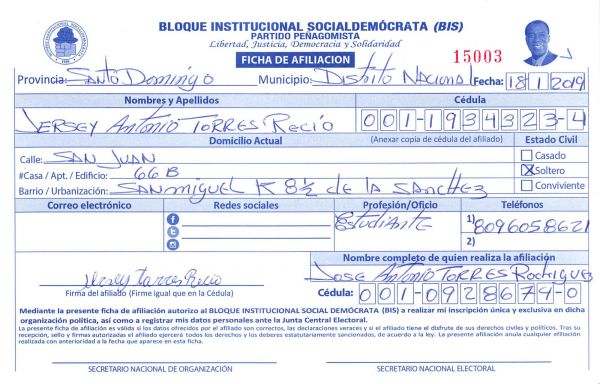 BLOQUE INSTITUCIONAL SOCIALDEMÓCRATA (BIS)
PARTIDO PEÑAGOMISTA
Libertad, Justicia, Democracia y Solidaridad
FICHA DE AFILIACION
15003
Provincia: Santo Domingo Municipio: Distrito Nacional Fecha: 18/1/2019
Nombres y Apellidos Cédula
JERSEY Antonio TORRES RECIO 001-1934323-4
Domicilio Actual (Anexar copia de cédula del afiliado) Estado Civil
Calle: SAN JUAN Casado
#Casa / Apt. / Edificio: 66B X Soltero
Barrio / Urbanización: SAN miguel K 8½ de la SANCHEZ Conviviente
Correo electrónico Redes sociales Profesión/Oficio Teléfonos
Estudiante 1) 8096058621
2)
Nombre completo de quien realiza la afiliación
Jersey torres Recio JOSE Antonio TORRES Rodriguez
Firma del afiliado (Firme igual que en la Cédula) Cédula: 001-0928674-0
Mediante la presente ficha de afiliación autorizo al BLOQUE INSTITUCIONAL SOCIAL DEMÓCRATA (BIS) a realizar mi inscripción única y exclusiva en dicha
organización política, así como a registrar mis datos personales ante la Junta Central Electoral.
La presente ficha de afiliación es válida si los datos ofrecidos por el afiliado son correctos, las declaraciones veraces y si el afiliado tiene el disfrute de sus derechos civiles y políticos. Tras su
recepción, sello y firmas autorizadas el afiliado ejercerá todos los derechos y los deberes estatutariamente sancionados, de acuerdo a la ley. La presente afiliación anula cualquier afiliación
realizada con anterioridad a la fecha que aparece en esta ficha.
SECRETARIO NACIONAL DE ORGANIZACIÓN SECRETARIO NACIONAL ELECTORAL